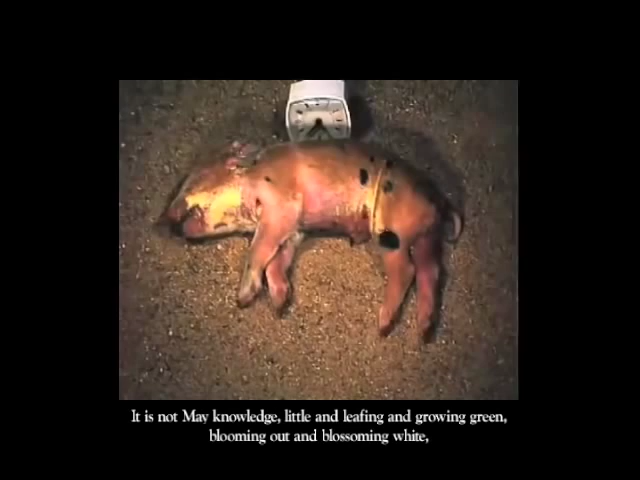 It is not May knowledge, little and leafing and growing green,
blooming out and blossoming white,